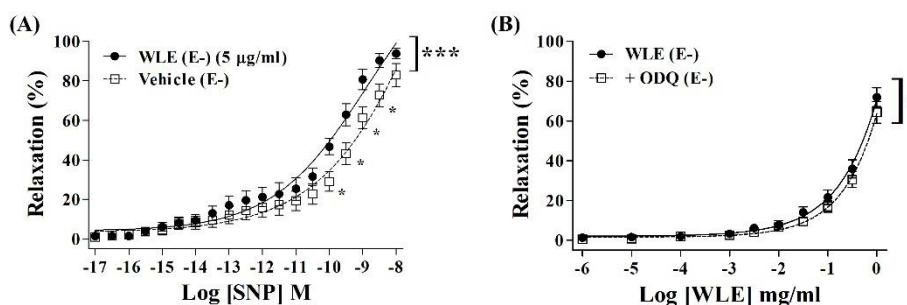 (A)
100
80
60
40
20
0
Relaxation (%)
WLE (E-) (5 µg/ml)
Vehicle (E-)
***
*
*
*
*
-17 -16 -15 -14 -13 -12 -11 -10 -9 -8
Log [SNP] M
(B)
100
80
60
40
20
0
Relaxation (%)
WLE (E-)
+ ODQ (E-)
-6 -5 -4 -3 -2 -1 0
Log [WLE] mg/ml